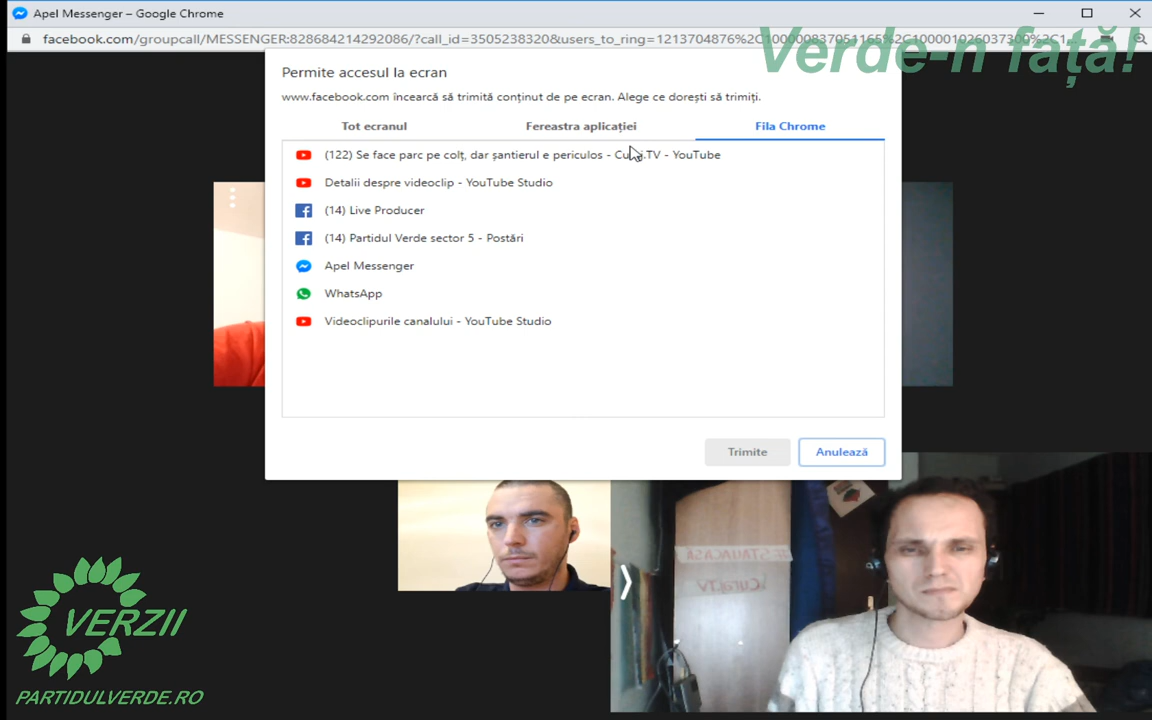 Apel Messenger – Google Chrome
facebook.com/groupcall/MESSENGER:828684214292086/?call_id=3505238320&users_to_ring=1213704876%2C100000837051165%2C100001026037300%2C1...
Verde-n față!
Permite accesul la ecran
www.facebook.com încearcă să trimită conținut de pe ecran. Alege ce dorești să trimiți.
Tot ecranul
Fereastra aplicației
Fila Chrome
(122) Se face parc pe colț, dar șantierul e periculos - Curaj.TV - YouTube
Detalii despre videoclip - YouTube Studio
(14) Live Producer
(14) Partidul Verde sector 5 - Postări
Apel Messenger
WhatsApp
Videoclipurile canalului - YouTube Studio
Trimite
Anulează
Curaj.TV
VERZII
PARTIDULVERDE.RO